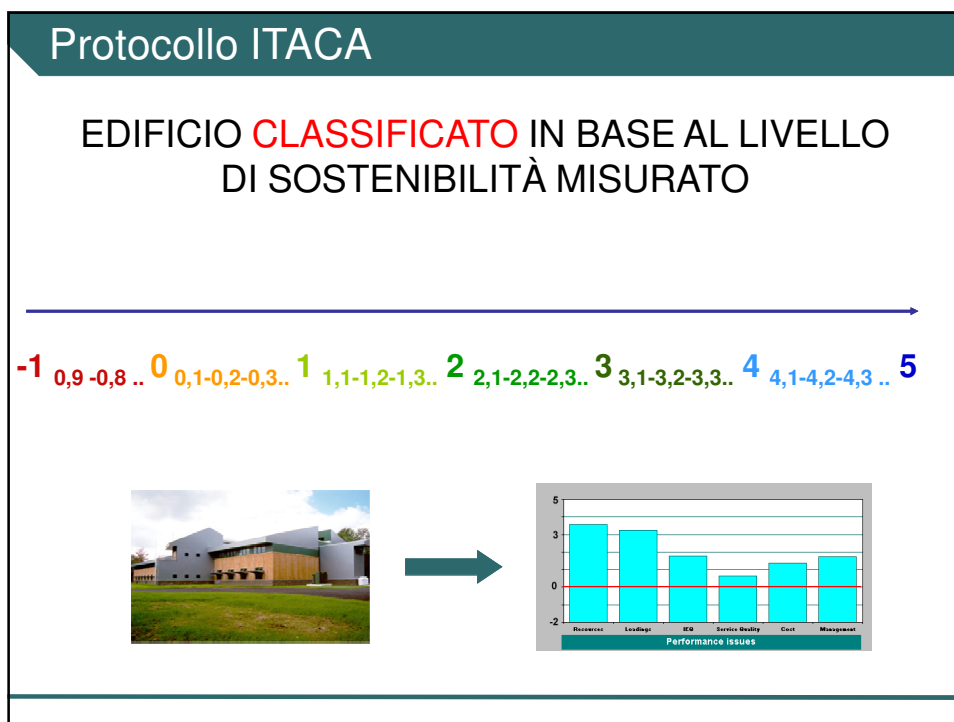 Protocollo ITACA
EDIFICIO CLASSIFICATO IN BASE AL LIVELLO
DI SOSTENIBILITÀ MISURATO
-1 0,9 -0,8 .. 0 0,1-0,2-0,3.. 1 1,1-1,2-1,3.. 2 2,1-2,2-2,3.. 3 3,1-3,2-3,3.. 4 4,1-4,2-4,3 .. 5
5
3
0
-2
Resources Loadings IEQ Service Quality Cost Management
Performance issues